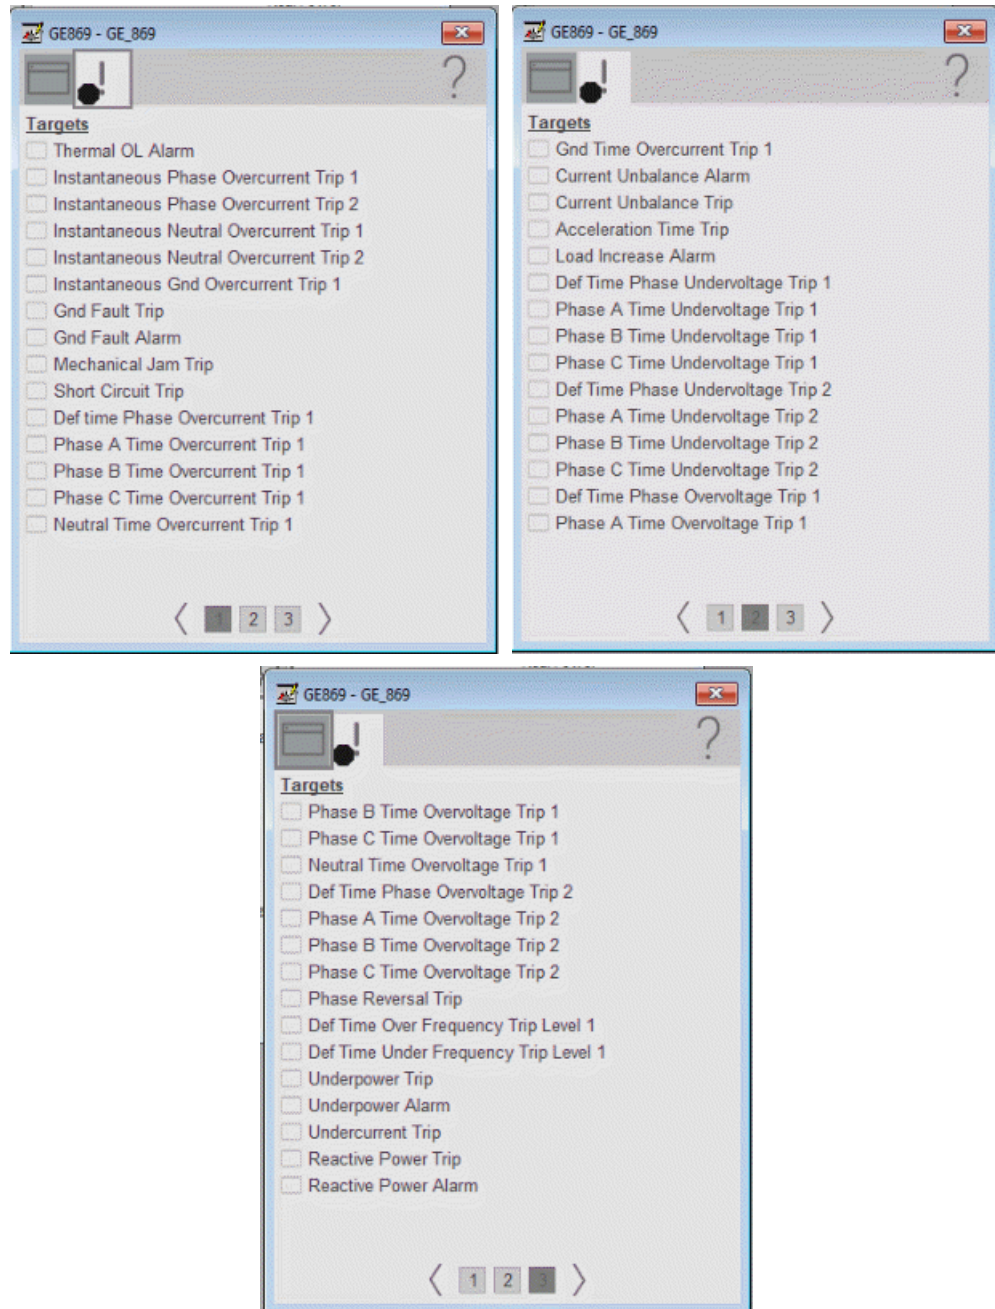 GE869 - GE_869
?
Targets
Thermal OL Alarm
Instantaneous Phase Overcurrent Trip 1
Instantaneous Phase Overcurrent Trip 2
Instantaneous Neutral Overcurrent Trip 1
Instantaneous Neutral Overcurrent Trip 2
Instantaneous Gnd Overcurrent Trip 1
Gnd Fault Trip
Gnd Fault Alarm
Mechanical Jam Trip
Short Circuit Trip
Def time Phase Overcurrent Trip 1
Phase A Time Overcurrent Trip 1
Phase B Time Overcurrent Trip 1
Phase C Time Overcurrent Trip 1
Neutral Time Overcurrent Trip 1
1 2 3
GE869 - GE_869
?
Targets
Gnd Time Overcurrent Trip 1
Current Unbalance Alarm
Current Unbalance Trip
Acceleration Time Trip
Load Increase Alarm
Def Time Phase Undervoltage Trip 1
Phase A Time Undervoltage Trip 1
Phase B Time Undervoltage Trip 1
Phase C Time Undervoltage Trip 1
Def Time Phase Undervoltage Trip 2
Phase A Time Undervoltage Trip 2
Phase B Time Undervoltage Trip 2
Phase C Time Undervoltage Trip 2
Def Time Phase Overvoltage Trip 1
Phase A Time Overvoltage Trip 1
1 2 3
GE869 - GE_869
?
Targets
Phase B Time Overvoltage Trip 1
Phase C Time Overvoltage Trip 1
Neutral Time Overvoltage Trip 1
Def Time Phase Overvoltage Trip 2
Phase A Time Overvoltage Trip 2
Phase B Time Overvoltage Trip 2
Phase C Time Overvoltage Trip 2
Phase Reversal Trip
Def Time Over Frequency Trip Level 1
Def Time Under Frequency Trip Level 1
Underpower Trip
Underpower Alarm
Undercurrent Trip
Reactive Power Trip
Reactive Power Alarm
1 2 3